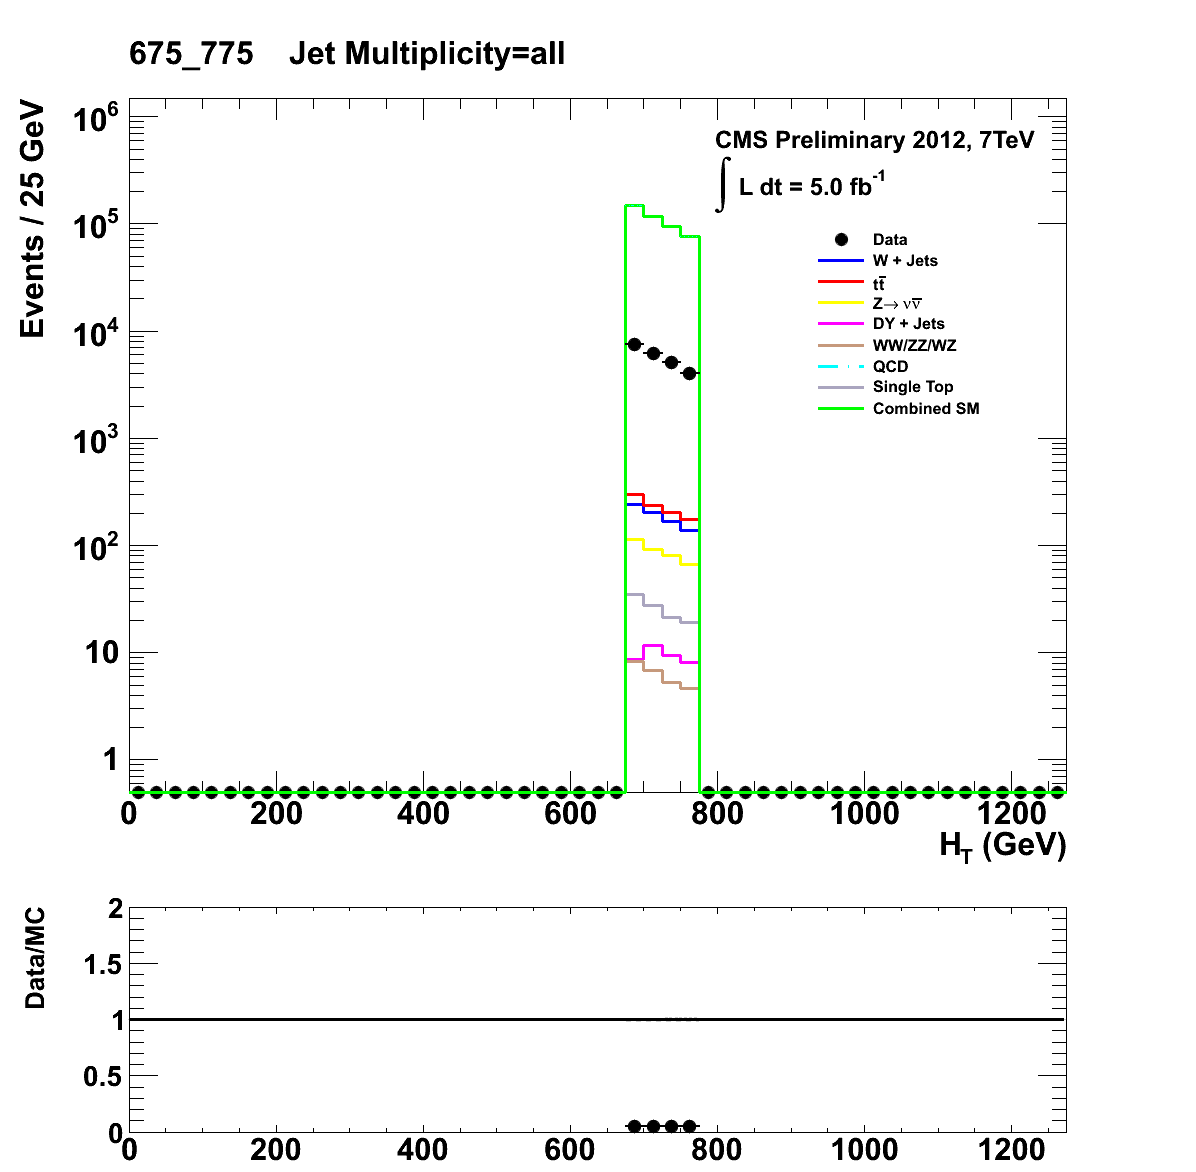 675_775 Jet Multiplicity=all
Events / 25 GeV
10⁶
10⁵
10⁴
10³
10²
10
1
CMS Preliminary 2012, 7TeV
∫ L dt = 5.0 fb⁻¹
Data
W + Jets
tt̅
Z→ νν̅
DY + Jets
WW/ZZ/WZ
QCD
Single Top
Combined SM
0 200 400 600 800 1000 1200
H_T (GeV)
Data/MC
2
1.5
1
0.5
0
0 200 400 600 800 1000 1200